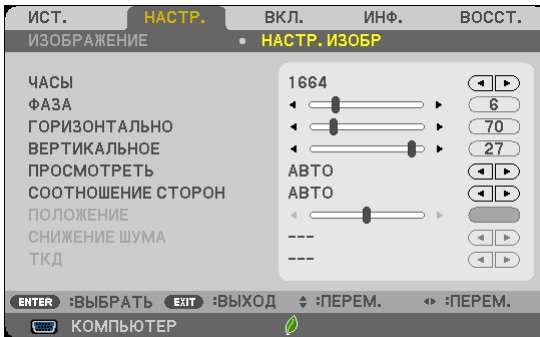 ИСТ. НАСТР. ВКЛ. ИНФ. ВОССТ.
ИЗОБРАЖЕНИЕ • НАСТР. ИЗОБР
ЧАСЫ 1664
ФАЗА 6
ГОРИЗОНТАЛЬНО 70
ВЕРТИКАЛЬНОЕ 27
ПРОСМОТРЕТЬ АВТО
СООТНОШЕНИЕ СТОРОН АВТО
ПОЛОЖЕНИЕ
СНИЖЕНИЕ ШУМА ---
ТКД ---
ENTER :ВЫБРАТЬ EXIT :ВЫХОД :ПЕРЕМ. :ПЕРЕМ.
КОМПЬЮТЕР